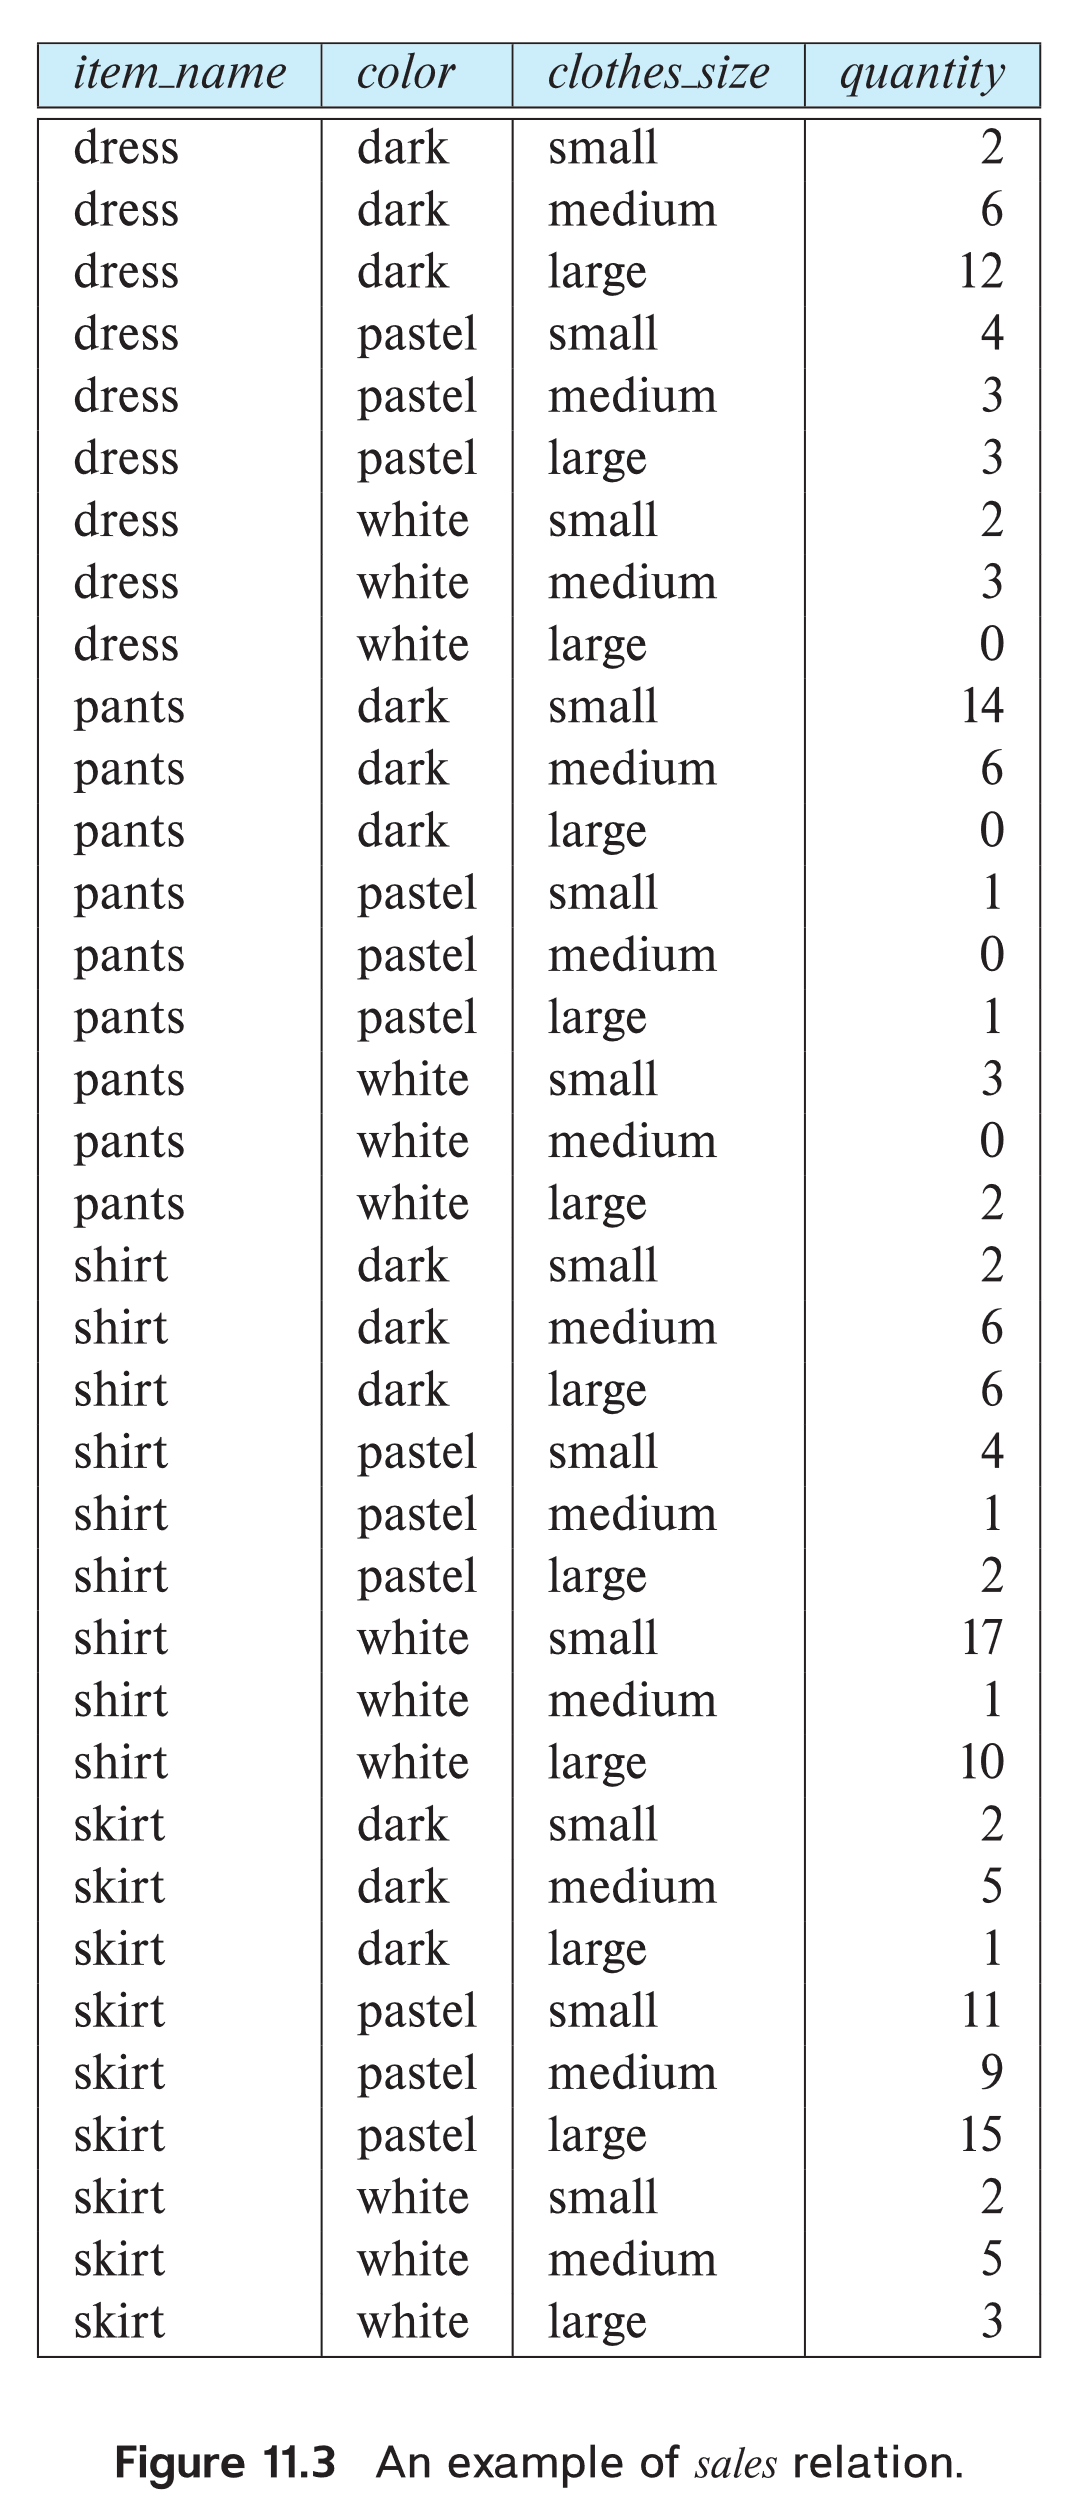 item_name color clothes_size quantity
dress dark small 2
dress dark medium 6
dress dark large 12
dress pastel small 4
dress pastel medium 3
dress pastel large 3
dress white small 2
dress white medium 3
dress white large 0
pants dark small 14
pants dark medium 6
pants dark large 0
pants pastel small 1
pants pastel medium 0
pants pastel large 1
pants white small 3
pants white medium 0
pants white large 2
shirt dark small 2
shirt dark medium 6
shirt dark large 6
shirt pastel small 4
shirt pastel medium 1
shirt pastel large 2
shirt white small 17
shirt white medium 1
shirt white large 10
skirt dark small 2
skirt dark medium 5
skirt dark large 1
skirt pastel small 11
skirt pastel medium 9
skirt pastel large 15
skirt white small 2
skirt white medium 5
skirt white large 3
Figure 11.3 An example of sales relation.